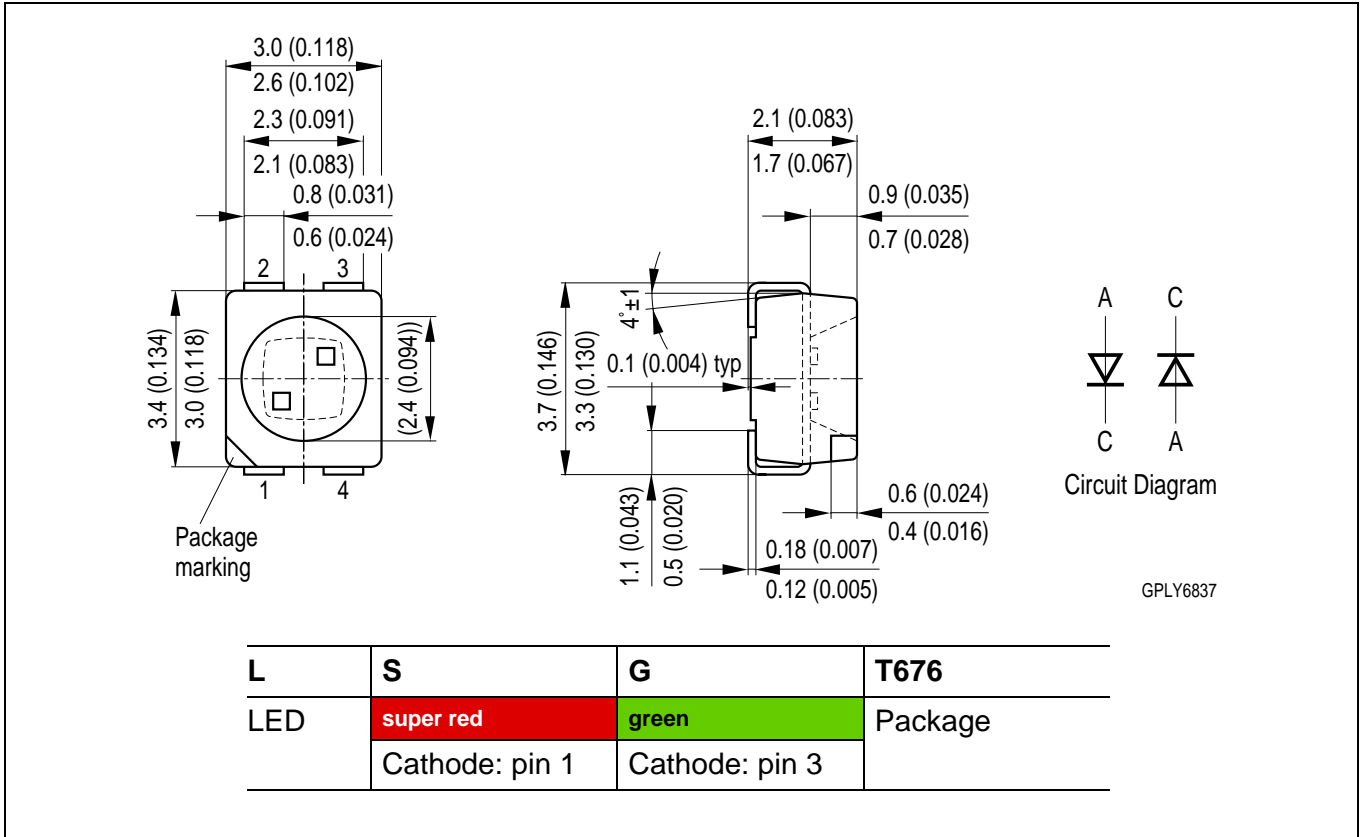 3.0 (0.118)
2.6 (0.102)
2.3 (0.091)
2.1 (0.083)
0.8 (0.031)
0.6 (0.024)
2
3
3.4 (0.134)
3.0 (0.118)
(2.4 (0.094))
1
4
Package
marking
2.1 (0.083)
1.7 (0.067)
0.9 (0.035)
0.7 (0.028)
4˚±1
3.7 (0.146)
3.3 (0.130)
0.1 (0.004) typ
1.1 (0.043)
0.5 (0.020)
0.6 (0.024)
0.4 (0.016)
0.18 (0.007)
0.12 (0.005)
A C
C A
Circuit Diagram
GPLY6837
L S G T676
LED super red green Package
Cathode: pin 1 Cathode: pin 3